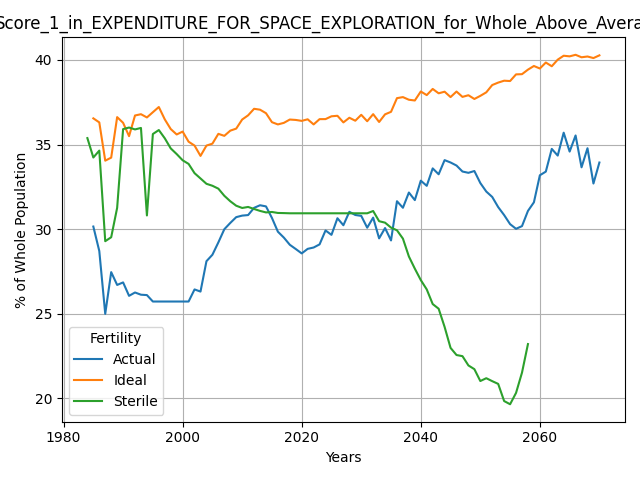 Score_1_in_EXPENDITURE_FOR_SPACE_EXPLORATION_for_Whole_Above_Avera
40
35
30
25
20
% of Whole Population
Fertility
Actual
Ideal
Sterile
1980
2000
2020
2040
2060
Years